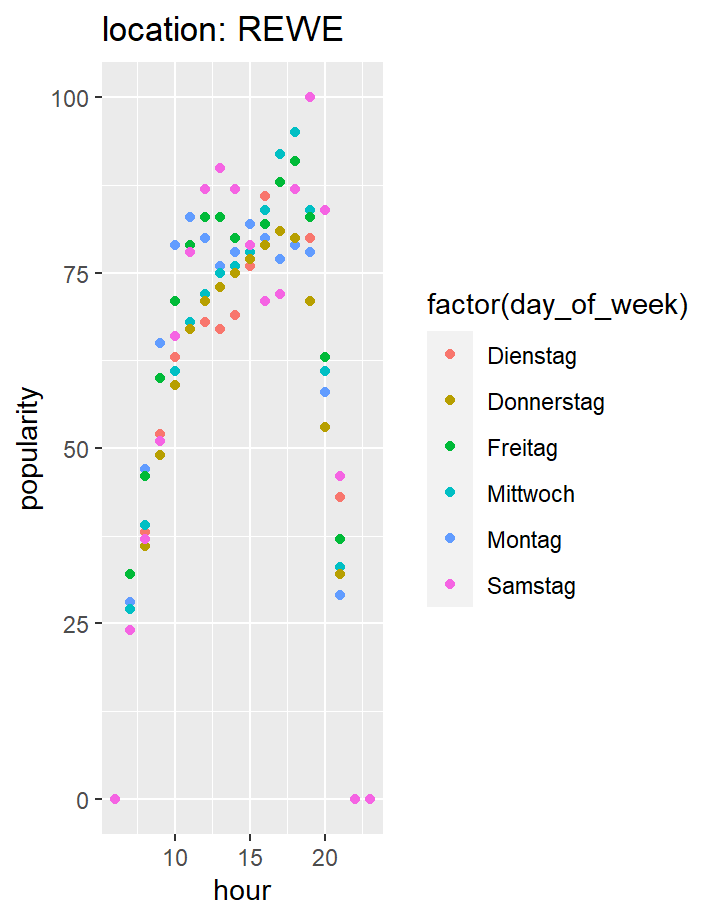 location: REWE
100
75
50
25
0
popularity
10 15 20
hour
factor(day_of_week)
Dienstag
Donnerstag
Freitag
Mittwoch
Montag
Samstag